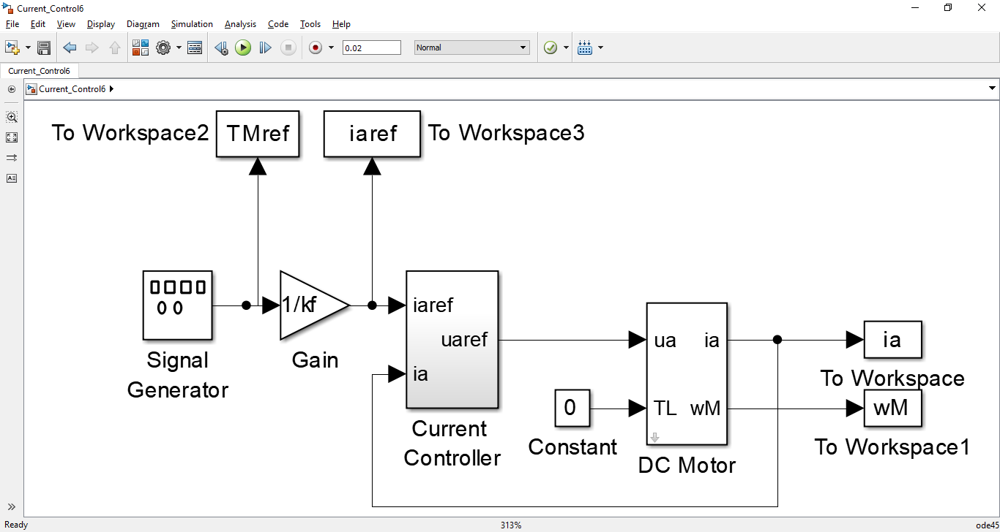 Current_Control6
File Edit View Display Diagram Simulation Analysis Code Tools Help
0.02 Normal
Current_Control6
Current_Control6
To Workspace2 TMref iaref To Workspace3
Signal
Generator
1/kf
Gain
iaref
uaref
ia
Current
Controller
0
Constant
ua ia
TL wM
DC Motor
ia
To Workspace
wM
To Workspace1
Ready 313% ode45